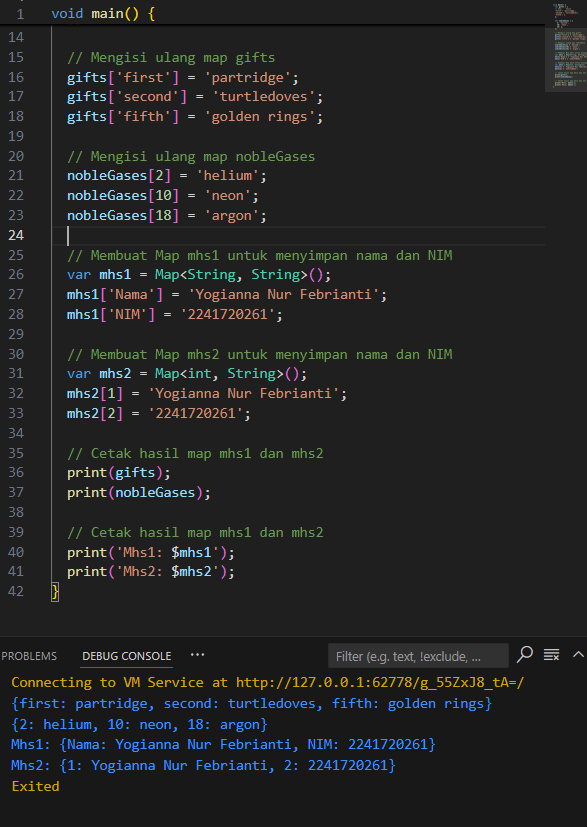 1 void main() {
14
15 // Mengisi ulang map gifts
16 gifts['first'] = 'partridge';
17 gifts['second'] = 'turtledoves';
18 gifts['fifth'] = 'golden rings';
19
20 // Mengisi ulang map nobleGases
21 nobleGases[2] = 'helium';
22 nobleGases[10] = 'neon';
23 nobleGases[18] = 'argon';
24
25 // Membuat Map mhs1 untuk menyimpan nama dan NIM
26 var mhs1 = Map<String, String>();
27 mhs1['Nama'] = 'Yogianna Nur Febrianti';
28 mhs1['NIM'] = '2241720261';
29
30 // Membuat Map mhs2 untuk menyimpan nama dan NIM
31 var mhs2 = Map<int, String>();
32 mhs2[1] = 'Yogianna Nur Febrianti';
33 mhs2[2] = '2241720261';
34
35 // Cetak hasil map mhs1 dan mhs2
36 print(gifts);
37 print(nobleGases);
38
39 // Cetak hasil map mhs1 dan mhs2
40 print('Mhs1: $mhs1');
41 print('Mhs2: $mhs2');
42 }
PROBLEMS DEBUG CONSOLE ··· Filter (e.g. text, !exclude, ...
Connecting to VM Service at http://127.0.0.1:62778/g_55ZxJ8_tA=/
{first: partridge, second: turtledoves, fifth: golden rings}
{2: helium, 10: neon, 18: argon}
Mhs1: {Nama: Yogianna Nur Febrianti, NIM: 2241720261}
Mhs2: {1: Yogianna Nur Febrianti, 2: 2241720261}
Exited